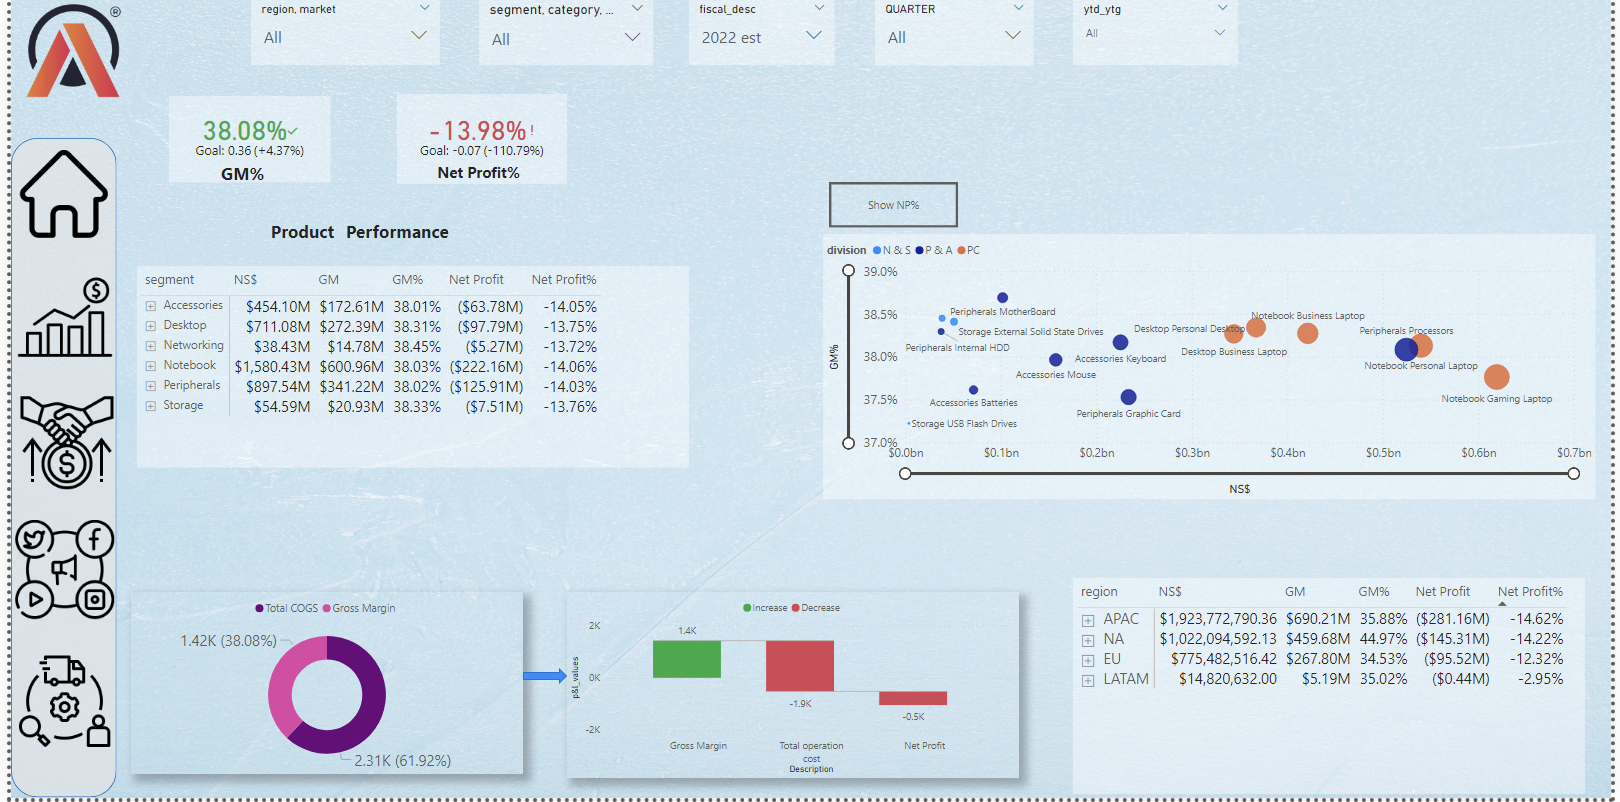 ®
region, market
All
segment, category, ...
All
fiscal_desc
2022 est
QUARTER
All
ytd_ytg
All
38.08%
Goal: 0.36 (+4.37%)
GM%
-13.98%!
Goal: -0.07 (-110.79%)
Net Profit%
Show NP%
Product Performance
segment NS$ GM GM% Net Profit Net Profit%
Accessories $454.10M $172.61M 38.01% ($63.78M) -14.05%
Desktop $711.08M $272.39M 38.31% ($97.79M) -13.75%
Networking $38.43M $14.78M 38.45% ($5.27M) -13.72%
Notebook $1,580.43M $600.96M 38.03% ($222.16M) -14.06%
Peripherals $897.54M $341.22M 38.02% ($125.91M) -14.03%
Storage $54.59M $20.93M 38.33% ($7.51M) -13.76%
division N & S P & A PC
39.0%
38.5%
38.0%
37.5%
37.0%
GM%
Peripherals MotherBoard
Storage External Solid State Drives
Peripherals Internal HDD
Desktop Personal Desktop
Notebook Business Laptop
Desktop Business Laptop
Peripherals Processors
Accessories Keyboard
Accessories Mouse
Notebook Personal Laptop
Accessories Batteries
Peripherals Graphic Card
Notebook Gaming Laptop
Storage USB Flash Drives
$0.0bn $0.1bn $0.2bn $0.3bn $0.4bn $0.5bn $0.6bn $0.7bn
NS$
Total COGS Gross Margin
1.42K (38.08%)
2.31K (61.92%)
Increase Decrease
2K
0K
-2K
p&l_values
1.4K
-1.9K
-0.5K
Gross Margin
Total operation
cost
Net Profit
Description
region NS$ GM GM% Net Profit Net Profit%
APAC $1,923,772,790.36 $690.21M 35.88% ($281.16M) -14.62%
NA $1,022,094,592.13 $459.68M 44.97% ($145.31M) -14.22%
EU $775,482,516.42 $267.80M 34.53% ($95.52M) -12.32%
LATAM $14,820,632.00 $5.19M 35.02% ($0.44M) -2.95%